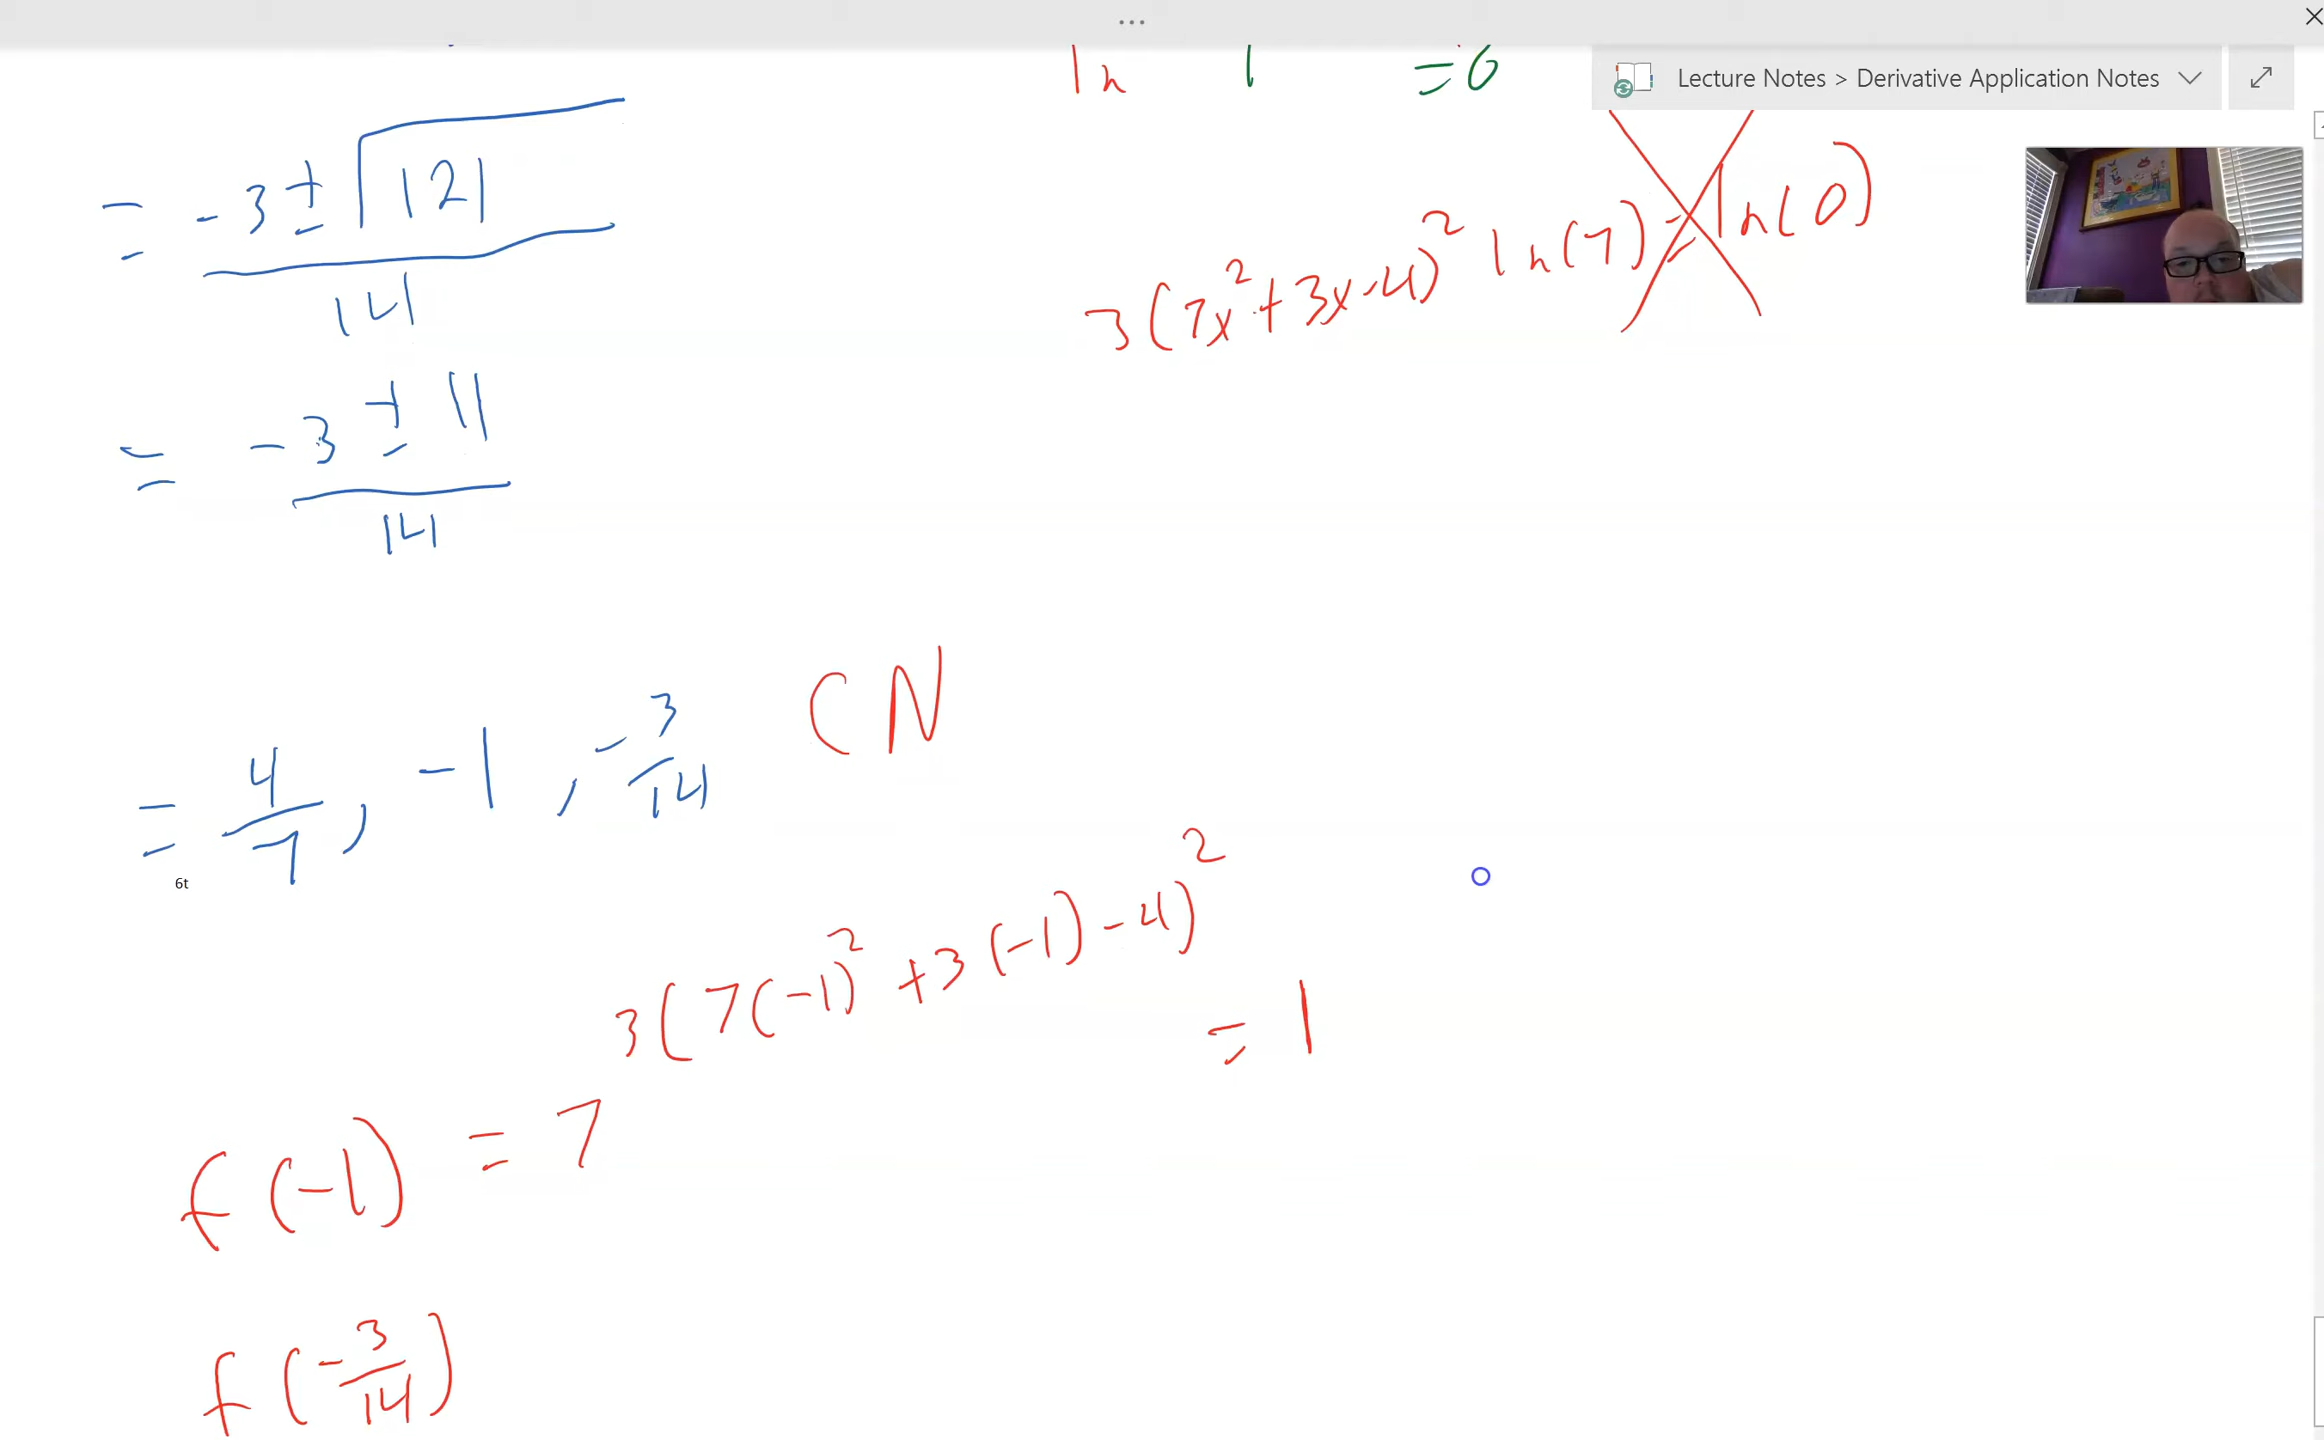 ...
ln 1 =0
Lecture Notes > Derivative Application Notes
= (-3 ± √121)/14
3(7x²+3x-4)² ln(7) = ln(0)
= (-3 ± 11)/14
= 4/7, -1, -3/14 CN
6t
f(-1) = 7^(3(7(-1)²+3(-1)-4)²) = 1
f(-3/14)